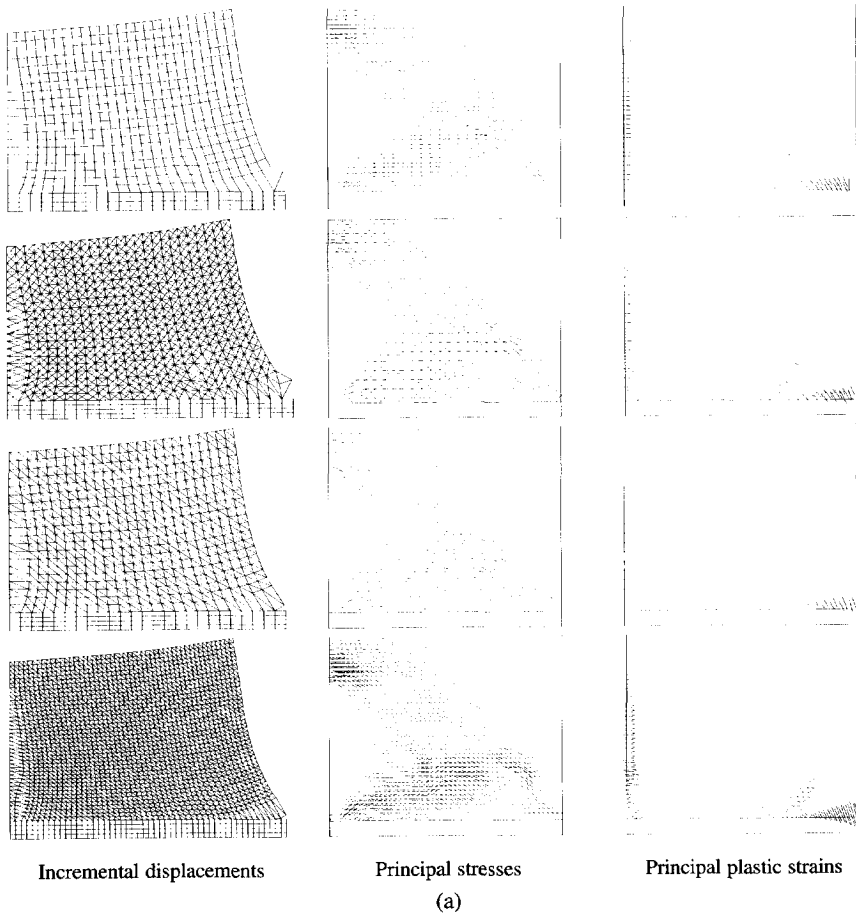 Incremental displacements
Principal stresses
Principal plastic strains
(a)